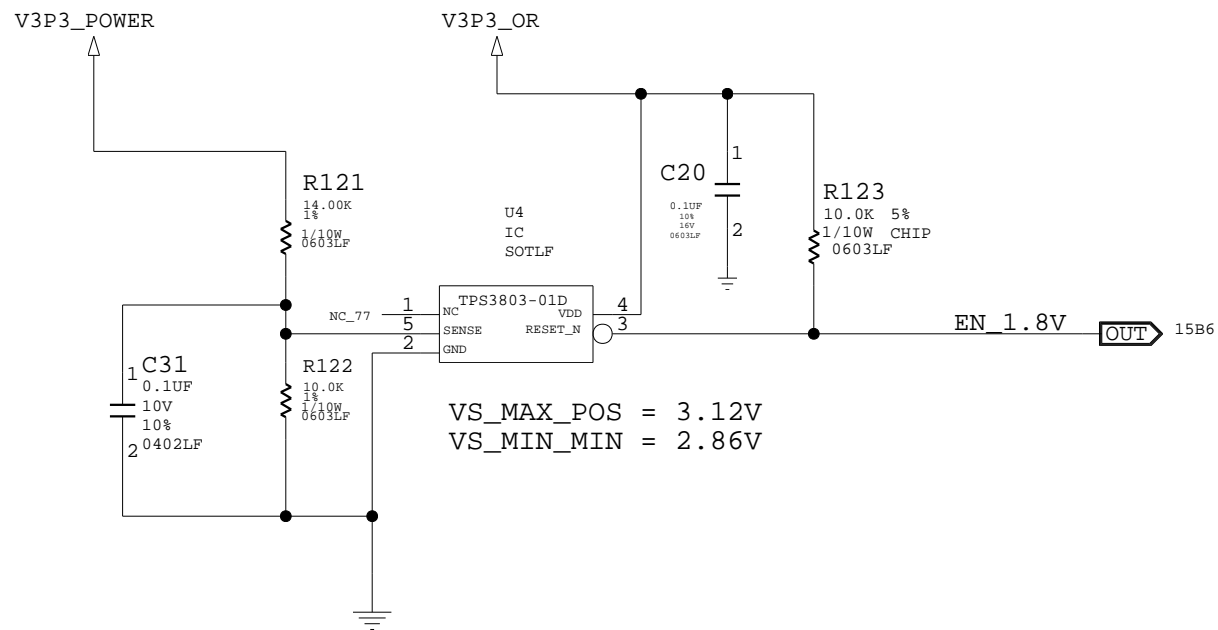 V3P3_POWER
V3P3_OR
R121
14.00K
1%
1/10W
0603LF
U4
IC
SOTLF
C20
0.1UF
10%
16V
0603LF
1
2
R123
10.0K 5%
1/10W CHIP
0603LF
TPS3803-01D
NC_77
1
NC
VDD
4
5
SENSE
RESET_N
3
2
GND
EN_1.8V
OUT
15B6
1
C31
0.1UF
10V
10%
2
0402LF
R122
10.0K
1%
1/10W
0603LF
VS_MAX_POS = 3.12V
VS_MIN_MIN = 2.86V